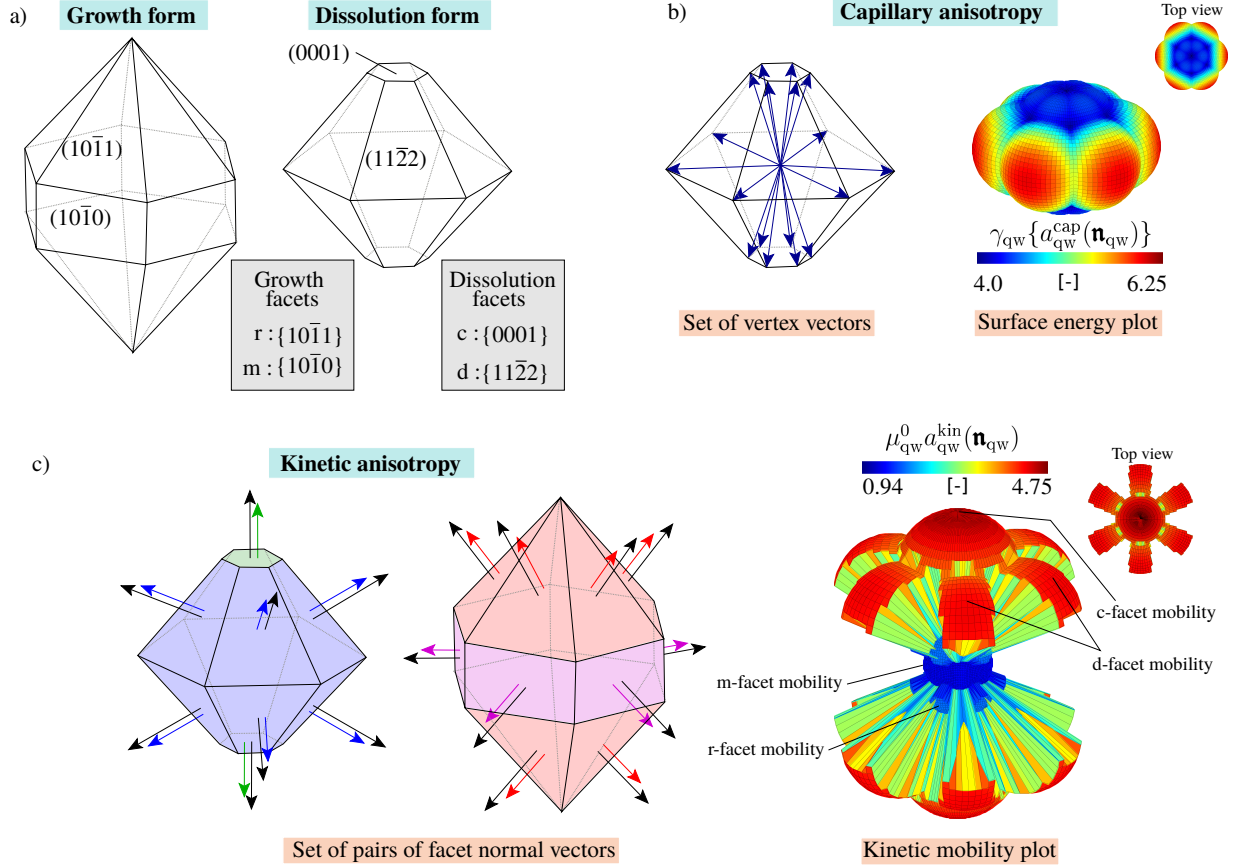 a)
Growth form
Dissolution form
(0001)
(101̄1)
(112̄2)
(101̄0)
Growth
facets
r : {101̄1}
m : {101̄0}
Dissolution
facets
c : {0001}
d : {112̄2}
b)
Capillary anisotropy
Top view
γqw{a^cap_qw(𝖓qw)}
4.0 [-] 6.25
Set of vertex vectors
Surface energy plot
c)
Kinetic anisotropy
μ^0_qw a^kin_qw(𝖓qw)
0.94 [-] 4.75
Top view
c-facet mobility
d-facet mobility
m-facet mobility
r-facet mobility
Set of pairs of facet normal vectors
Kinetic mobility plot